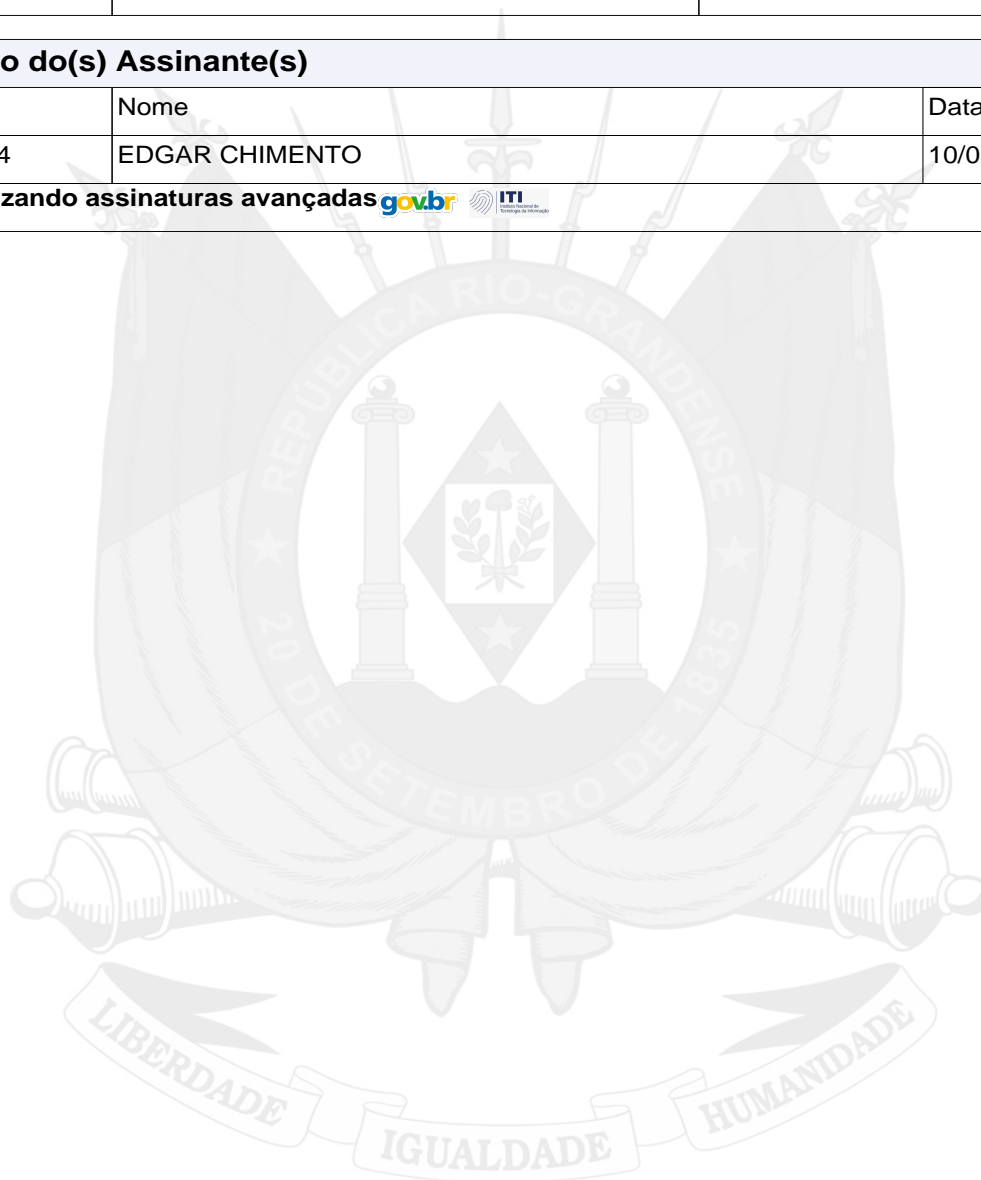 o do(s) Assinante(s)
Nome Data
4 EDGAR CHIMENTO 10/0
zando assinaturas avançadas gov.br ITI
REPÚBLICA RIO-GRANDENSE
20 DE SETEMBRO DE 1835
LIBERDADE IGUALDADE HUMANIDADE